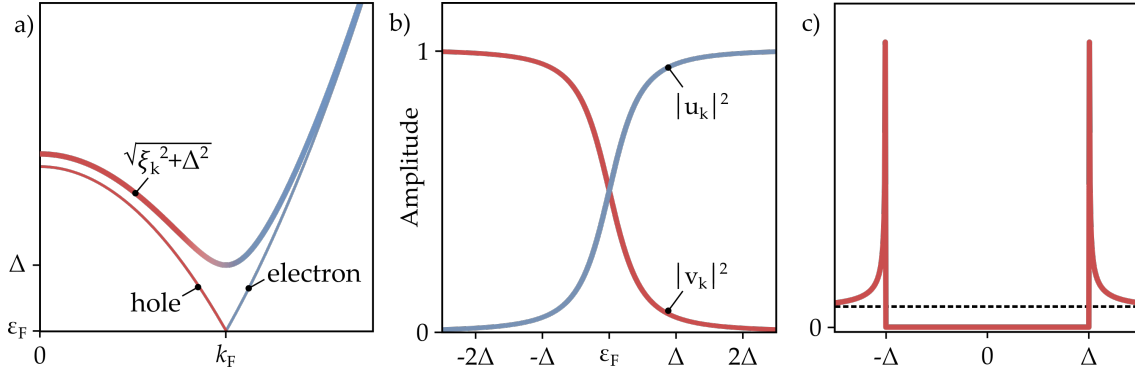 a)
√ξₖ²+Δ²
Δ
hole
electron
εF
0
kF
b)
1
Amplitude
0
|uₖ|²
|vₖ|²
-2Δ
-Δ
εF
Δ
2Δ
c)
0
-Δ
0
Δ